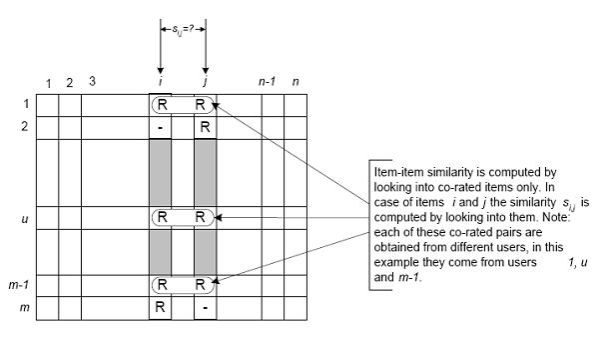 s i,j =?
1 2 3 i j n-1 n
1 R R
2 - R
u R R
m-1 R R
m R -
Item-item similarity is computed by
looking into co-rated items only. In
case of items i and j the similarity s i,j is
computed by looking into them. Note:
each of these co-rated pairs are
obtained from different users, in this
example they come from users 1, u
and m-1.